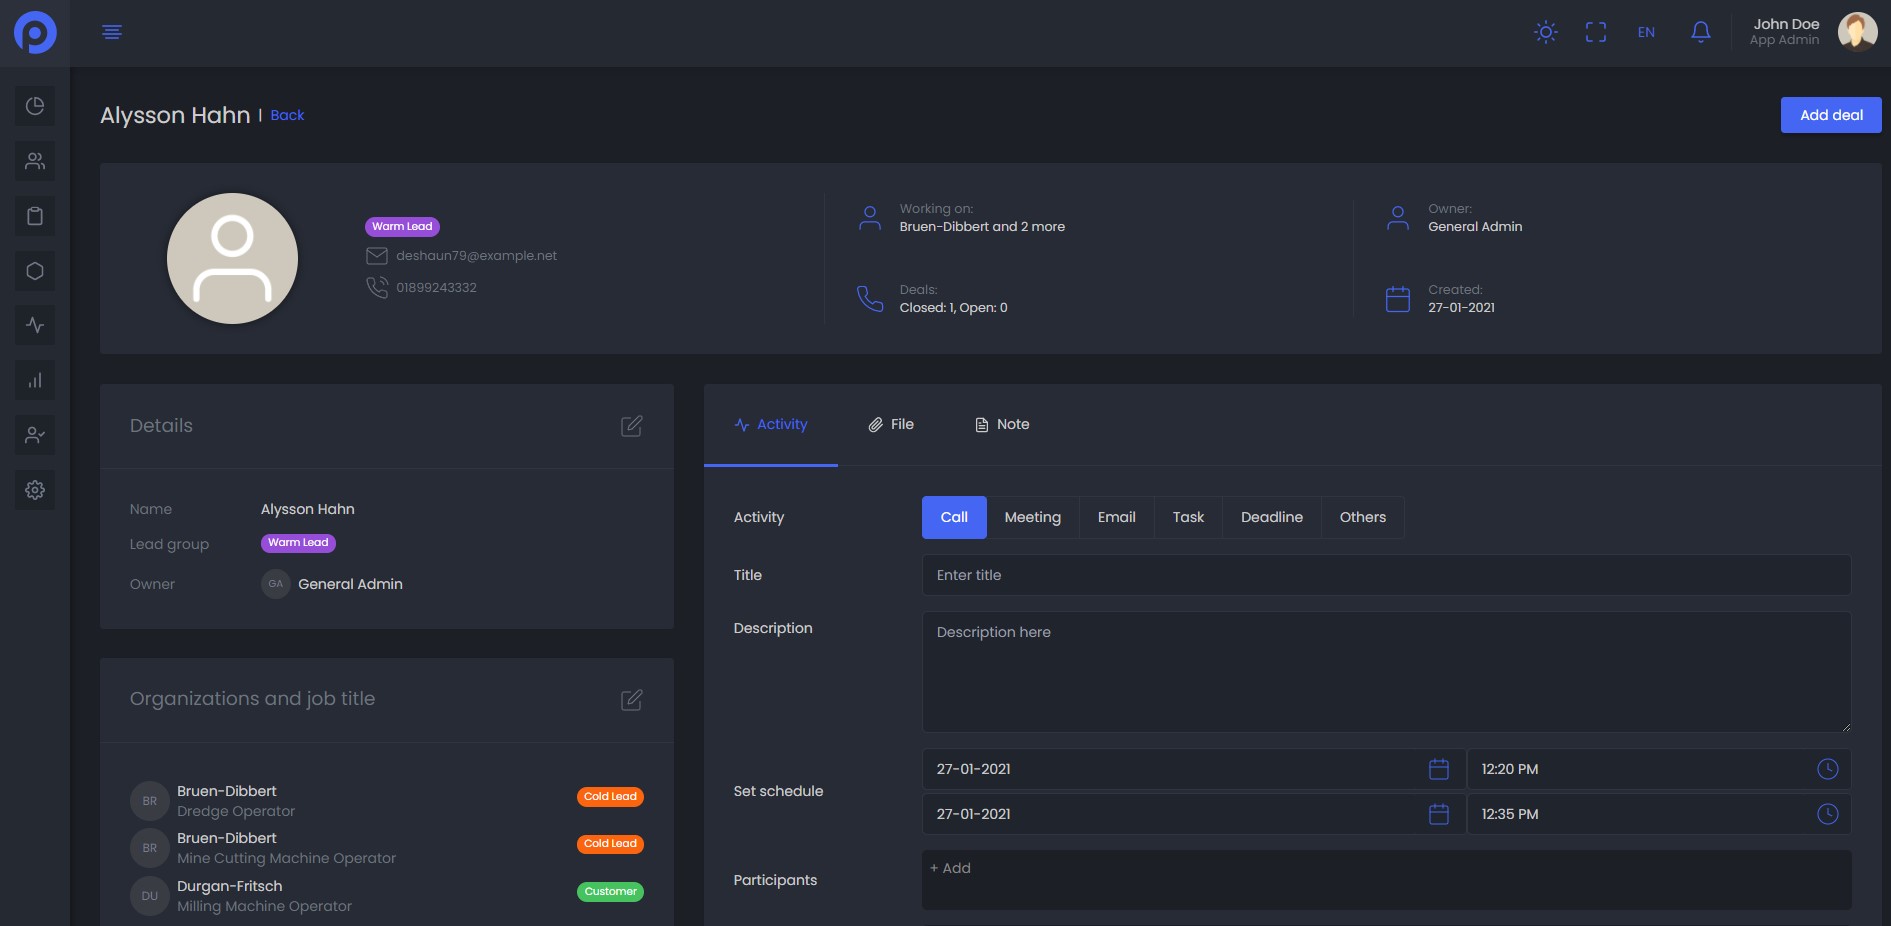 EN
John Doe
App Admin
Alysson Hahn | Back
Add deal
Warm Lead
deshaun79@example.net
01899243332
Working on:
Bruen-Dibbert and 2 more
Deals:
Closed: 1, Open: 0
Owner:
General Admin
Created:
27-01-2021
Details
Name Alysson Hahn
Lead group Warm Lead
Owner GA General Admin
Organizations and job title
BR Bruen-Dibbert Cold Lead
Dredge Operator
BR Bruen-Dibbert Cold Lead
Mine Cutting Machine Operator
DU Durgan-Fritsch Customer
Milling Machine Operator
Activity File Note
Activity Call Meeting Email Task Deadline Others
Title Enter title
Description Description here
Set schedule
27-01-2021 12:20 PM
27-01-2021 12:35 PM
Participants + Add